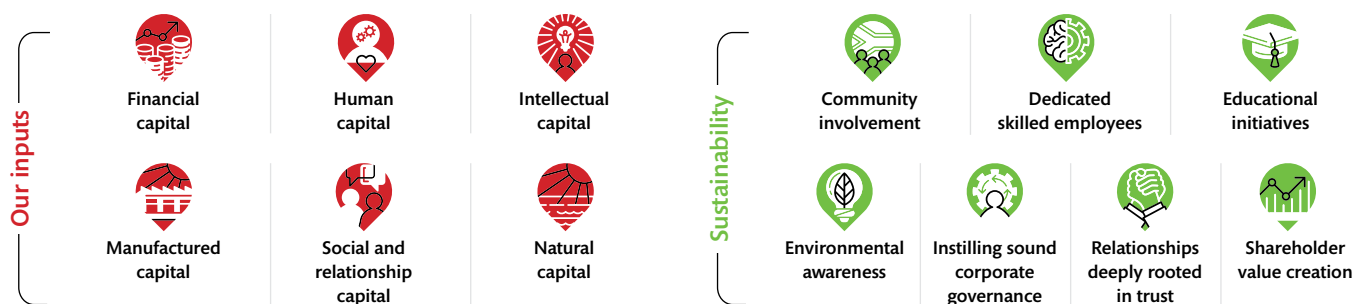 Our inputs
Financial
capital
Human
capital
Intellectual
capital
Manufactured
capital
Social and
relationship
capital
Natural
capital
Sustainability
Community
involvement
Dedicated
skilled employees
Educational
initiatives
Environmental
awareness
Instilling sound
corporate
governance
Relationships
deeply rooted
in trust
Shareholder
value creation